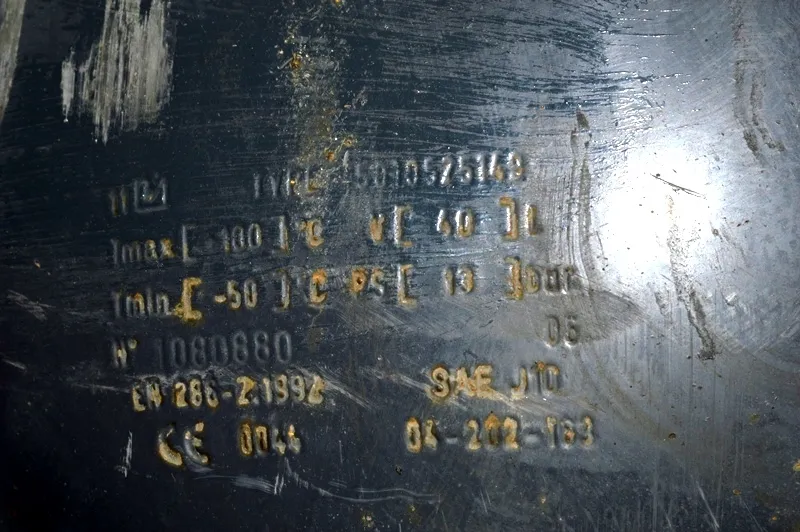 TYPE 5010525149
Tmax [ 100 ] °C V [ 40 ] L
Tmin [ -50 ] °C PS [ 13 ] bar
N° 1080880 06
EN 286-2:1992 SAE J10
CE 0044 04-202-163